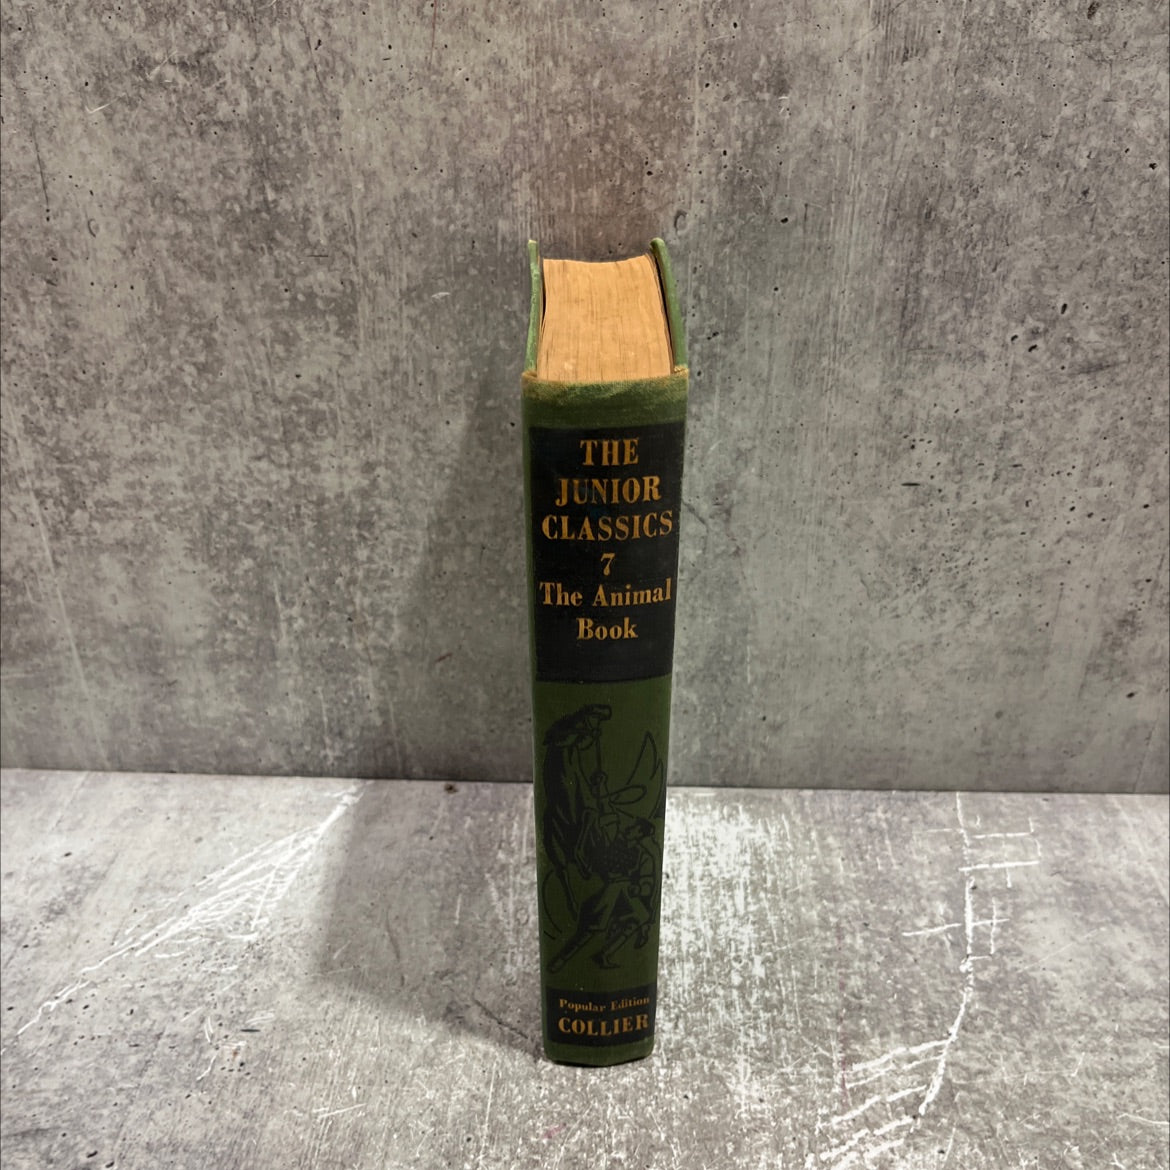 THE
JUNIOR
CLASSICS
7
The Animal
Book
Popular Edition
COLLIER